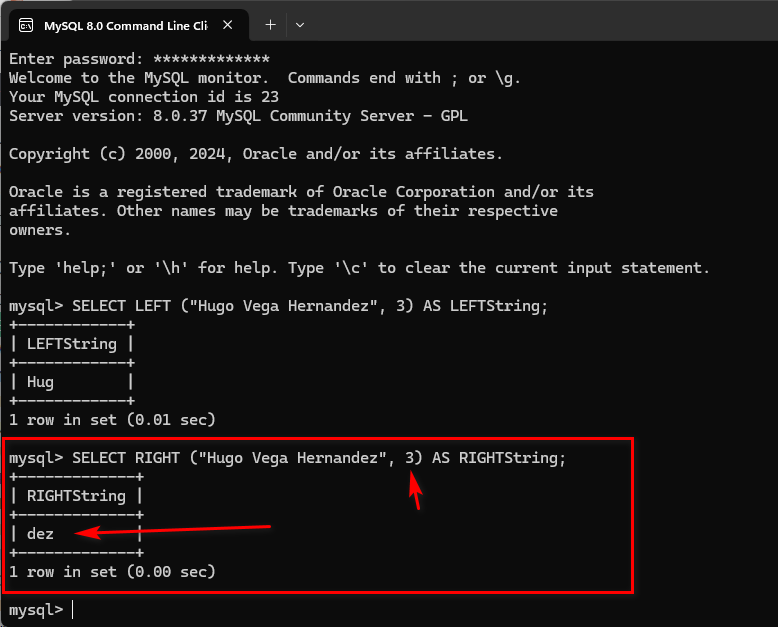 MySQL 8.0 Command Line Cli
Enter password: *************
Welcome to the MySQL monitor.  Commands end with ; or \g.
Your MySQL connection id is 23
Server version: 8.0.37 MySQL Community Server - GPL
Copyright (c) 2000, 2024, Oracle and/or its affiliates.
Oracle is a registered trademark of Oracle Corporation and/or its
affiliates. Other names may be trademarks of their respective
owners.
Type 'help;' or '\h' for help. Type '\c' to clear the current input statement.
mysql> SELECT LEFT ("Hugo Vega Hernandez", 3) AS LEFTString;
+------------+
| LEFTString |
+------------+
| Hug        |
+------------+
1 row in set (0.01 sec)
mysql> SELECT RIGHT ("Hugo Vega Hernandez", 3) AS RIGHTString;
+-------------+
| RIGHTString |
+-------------+
| dez         |
+-------------+
1 row in set (0.00 sec)
mysql>